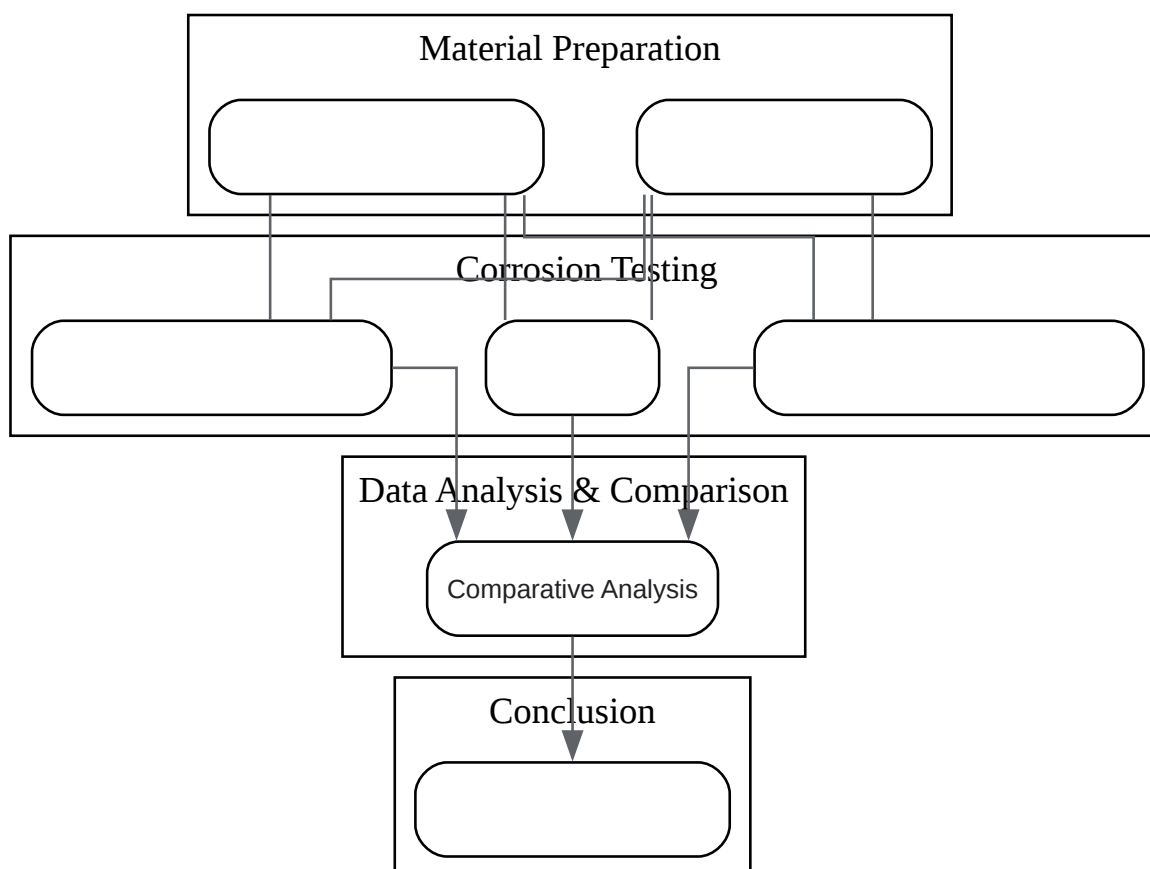 Material Preparation
Corrosion Testing
Data Analysis & Comparison
Comparative Analysis
Conclusion